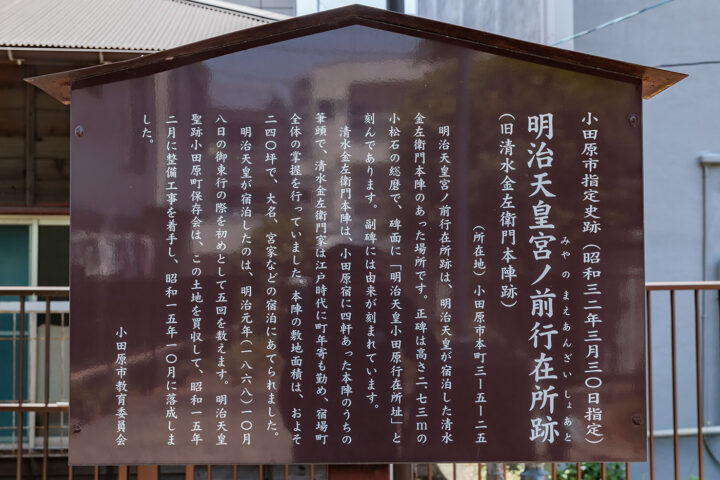 小田原市指定史跡（昭和三二年三月三〇日指定）
明治天皇宮ノ前行在所跡
みやの まえあんざい しょあと
（旧清水金左衛門本陣跡）
（所在地）小田原市本町三ー五ー二五
明治天皇宮ノ前行在所跡は、明治天皇が宿泊した清水
金左衛門本陣のあった場所です。正碑は高さ二.七三mの
小松石の総磨で、碑面に「明治天皇小田原行在所址」と
刻んであります。副碑には由来が刻まれています。
清水金左衛門本陣は、小田原宿に四軒あった本陣のうちの
筆頭で、清水金左衛門家は江戸時代に町年寄も勤め、宿場町
全体の掌握を行っていました。本陣の敷地面積は、およそ
二四〇坪で、大名、宮家などの宿泊にあてられました。
明治天皇が宿泊したのは、明治元年（一八六八）一〇月
八日の御東行の際を初めとして五回を数えます。明治天皇
聖跡小田原町保存会は、この土地を買収して、昭和一五年
二月に整備工事を着手し、昭和一五年一〇月に落成しま
した。
小田原市教育委員会